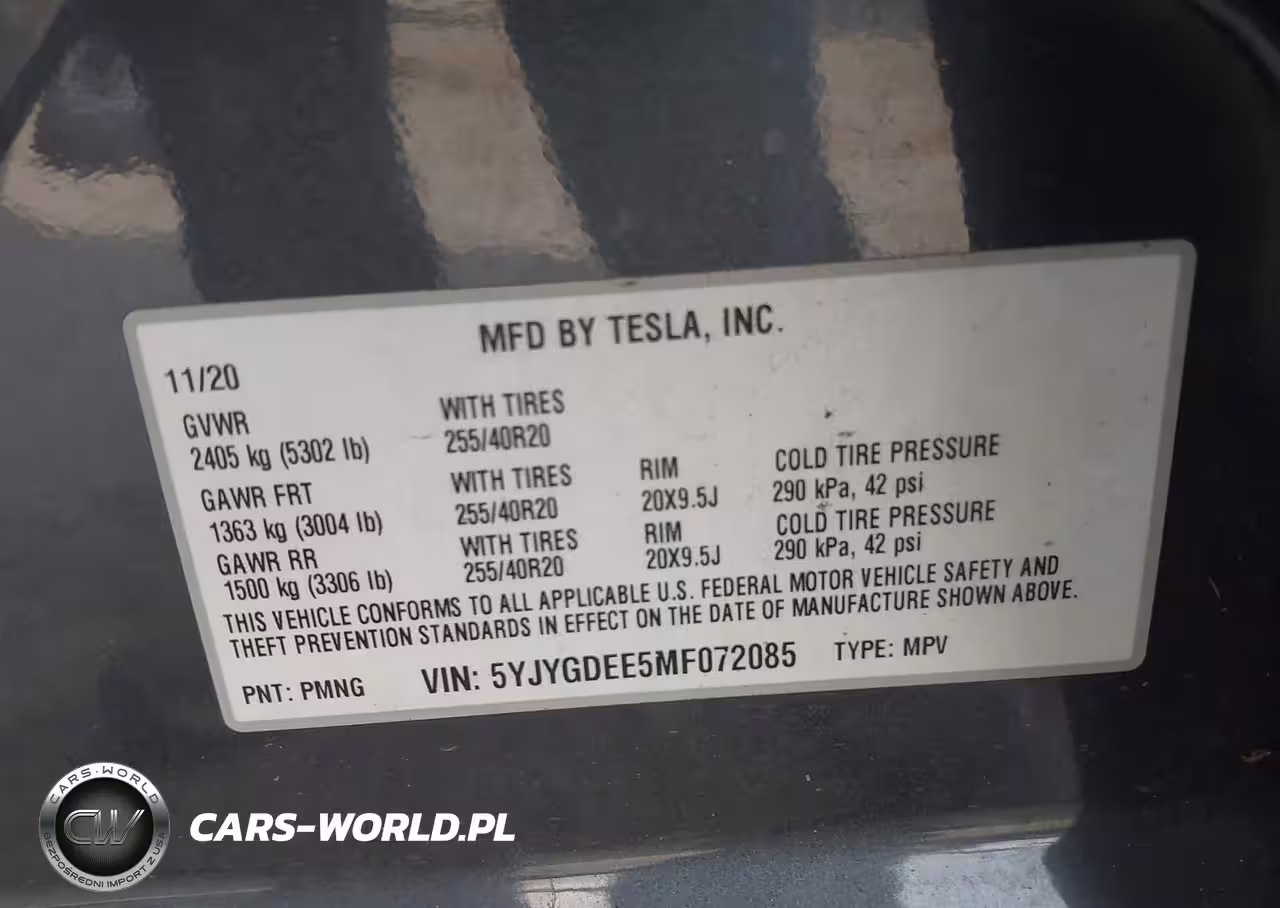 MFD BY TESLA, INC.
11/20
GVWR WITH TIRES
2405 kg (5302 lb) 255/40R20
GAWR FRT WITH TIRES RIM COLD TIRE PRESSURE
1363 kg (3004 lb) 255/40R20 20X9.5J 290 kPa, 42 psi
GAWR RR WITH TIRES RIM COLD TIRE PRESSURE
1500 kg (3306 lb) 255/40R20 20X9.5J 290 kPa, 42 psi
THIS VEHICLE CONFORMS TO ALL APPLICABLE U.S. FEDERAL MOTOR VEHICLE SAFETY AND
THEFT PREVENTION STANDARDS IN EFFECT ON THE DATE OF MANUFACTURE SHOWN ABOVE.
PNT: PMNG VIN: 5YJYGDEE5MF072085 TYPE: MPV
CARS-WORLD
CW
BEZPOŚREDNI IMPORT Z USA
CARS-WORLD.PL